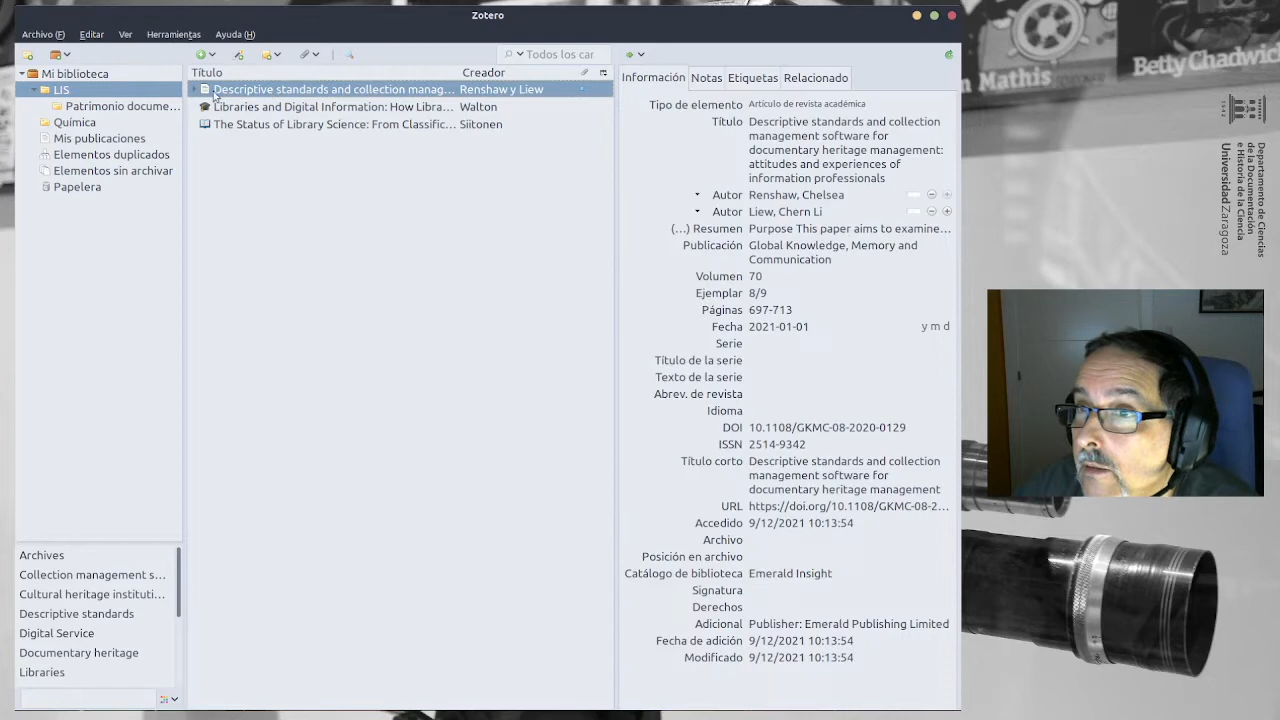 Zotero
Archivo (F)
Editar
Ver
Herramientas
Ayuda (H)
Todos los car
Mi biblioteca
LIS
Patrimonio docume...
Química
Mis publicaciones
Elementos duplicados
Elementos sin archivar
Papelera
Archives
Collection management s...
Cultural heritage instituti...
Descriptive standards
Digital Service
Documentary heritage
Libraries
Título Creador
Descriptive standards and collection manag... Renshaw y Liew
Libraries and Digital Information: How Libra... Walton
The Status of Library Science: From Classific... Siitonen
Información Notas Etiquetas Relacionado
Tipo de elemento Artículo de revista académica
Título Descriptive standards and collection
management software for
documentary heritage management:
attitudes and experiences of
information professionals
Autor Renshaw, Chelsea
Autor Liew, Chern Li
(...) Resumen Purpose This paper aims to examine...
Publicación Global Knowledge, Memory and
Communication
Volumen 70
Ejemplar 8/9
Páginas 697-713
Fecha 2021-01-01 y m d
Serie
Título de la serie
Texto de la serie
Abrev. de revista
Idioma
DOI 10.1108/GKMC-08-2020-0129
ISSN 2514-9342
Título corto Descriptive standards and collection
management software for
documentary heritage management
URL https://doi.org/10.1108/GKMC-08-2...
Accedido 9/12/2021 10:13:54
Archivo
Posición en archivo
Catálogo de biblioteca Emerald Insight
Signatura
Derechos
Adicional Publisher: Emerald Publishing Limited
Fecha de adición 9/12/2021 10:13:54
Modificado 9/12/2021 10:13:54
Mathis
Betty Chadwic
1542
Departamento de Ciencias
de la Documentación
e Historia de la Ciencia
Universidad Zaragoza